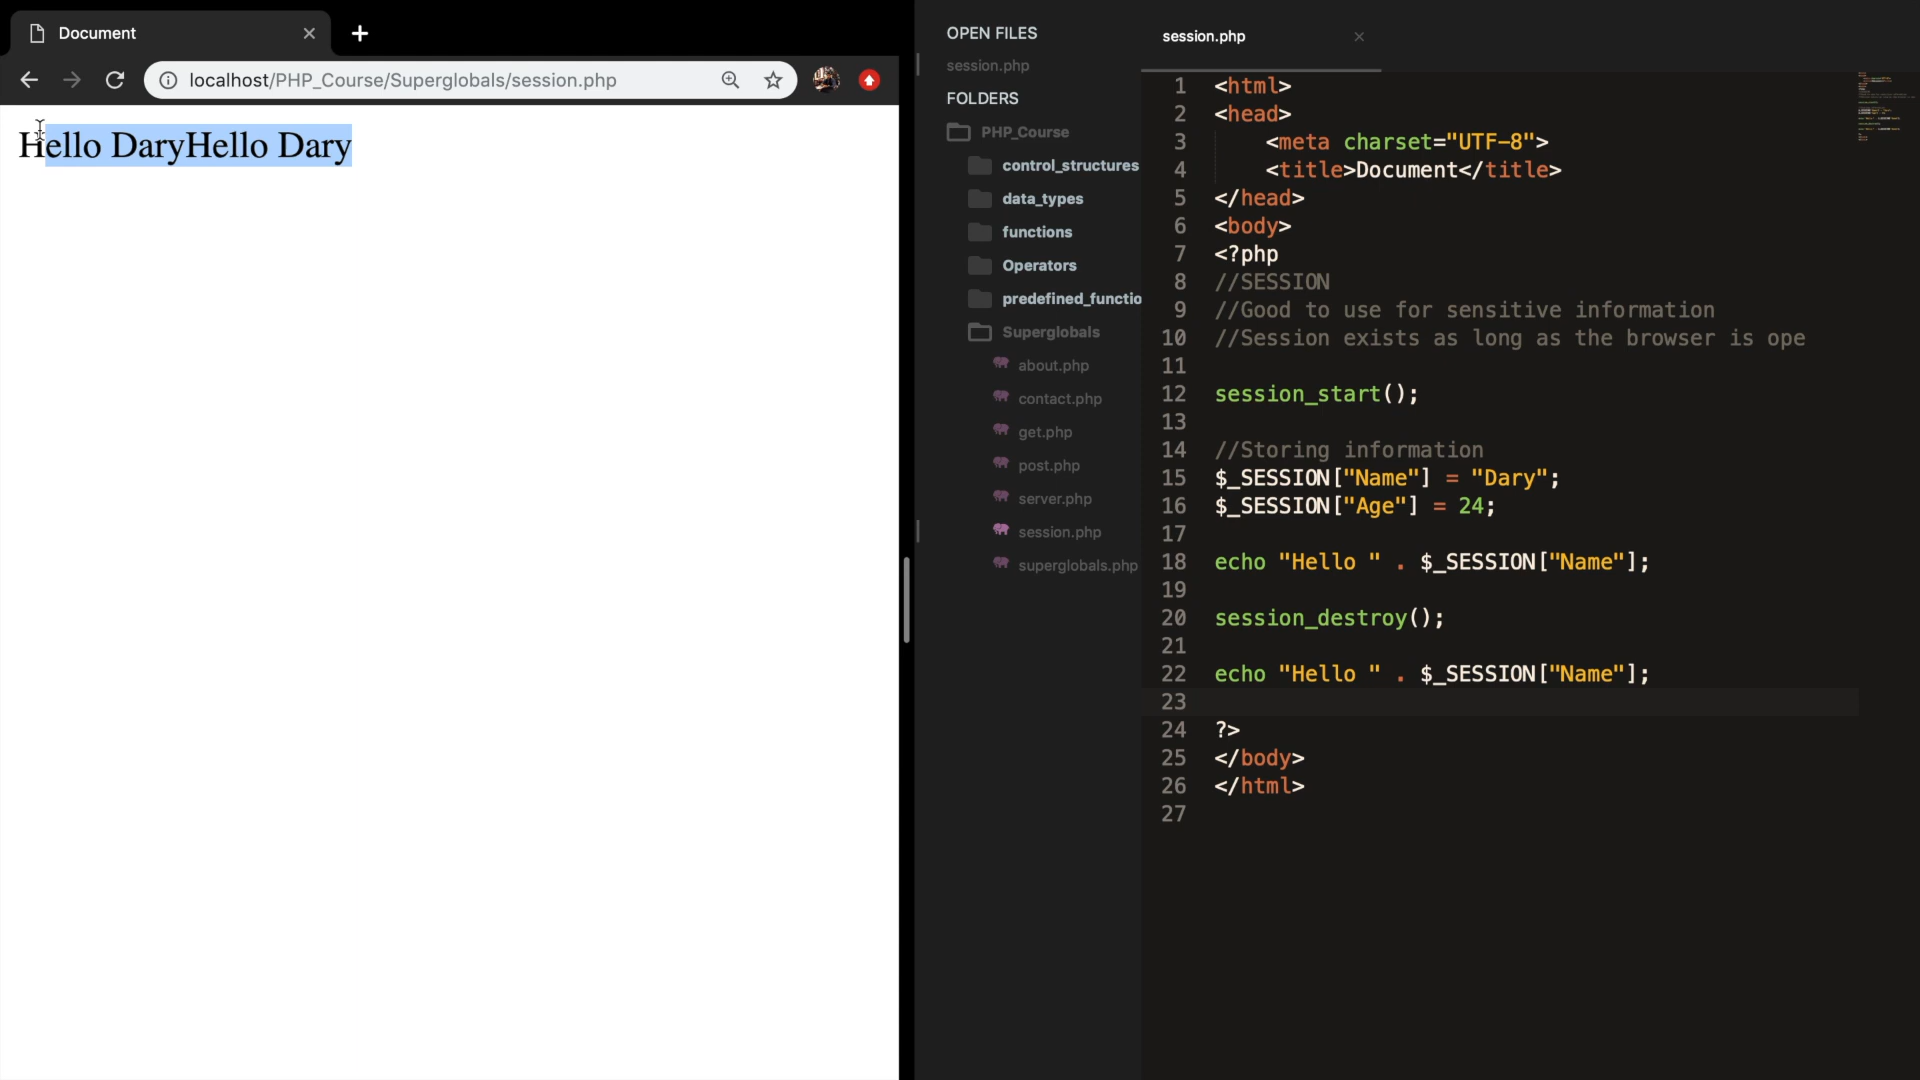 Document
localhost/PHP_Course/Superglobals/session.php
Hello DaryHello Dary
OPEN FILES
session.php
FOLDERS
PHP_Course
control_structures
data_types
functions
Operators
predefined_functio
Superglobals
about.php
contact.php
get.php
post.php
server.php
session.php
superglobals.php
session.php
1 <html>
2 <head>
3 <meta charset="UTF-8">
4 <title>Document</title>
5 </head>
6 <body>
7 <?php
8 //SESSION
9 //Good to use for sensitive information
10 //Session exists as long as the browser is ope
11
12 session_start();
13
14 //Storing information
15 $_SESSION["Name"] = "Dary";
16 $_SESSION["Age"] = 24;
17
18 echo "Hello " . $_SESSION["Name"];
19
20 session_destroy();
21
22 echo "Hello " . $_SESSION["Name"];
23
24 ?>
25 </body>
26 </html>
27